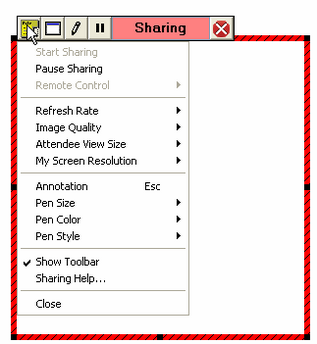 Sharing
Start Sharing
Pause Sharing
Remote Control
Refresh Rate
Image Quality
Attendee View Size
My Screen Resolution
Annotation Esc
Pen Size
Pen Color
Pen Style
Show Toolbar
Sharing Help...
Close